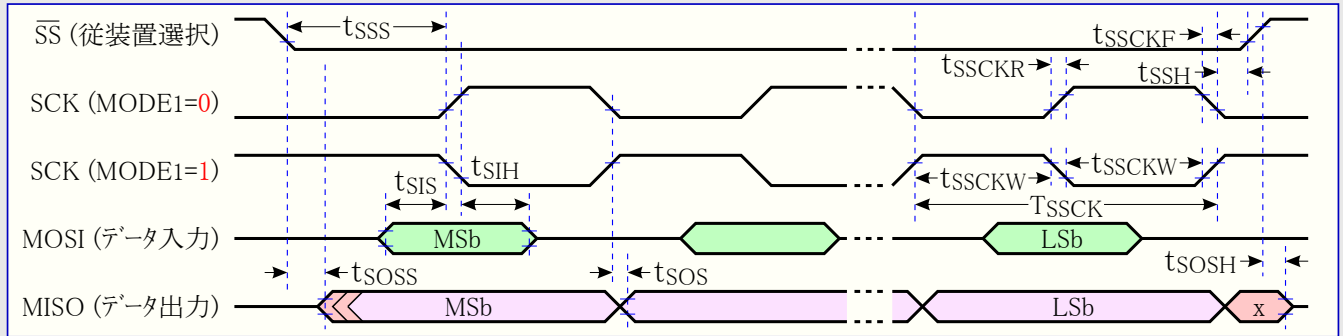 SS (従装置選択)
tSSS
tSSCKF
tSSCKR
tSSH
SCK (MODE1=0)
SCK (MODE1=1)
tSIS
tSIH
tSSCKW
tSSCKW
TSSCK
MOSI (データ入力)
MSb
LSb
tSOSS
tSOS
tSOSH
MISO (データ出力)
MSb
LSb
x